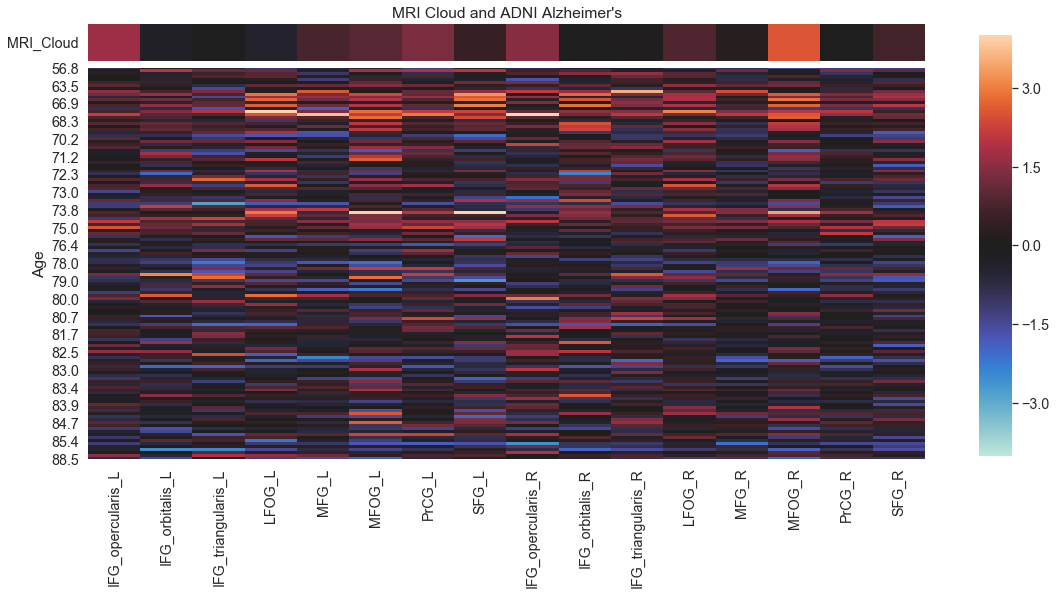 MRI Cloud and ADNI Alzheimer's
MRI_Cloud
56.8
63.5
66.9
68.3
70.2
71.2
72.3
73.0
73.8
75.0
76.4
78.0
79.0
80.0
80.7
81.7
82.5
83.0
83.4
83.9
84.7
85.4
88.5
Age
3.0
1.5
0.0
−1.5
−3.0
IFG_opercularis_L
IFG_orbitalis_L
IFG_triangularis_L
LFOG_L
MFG_L
MFOG_L
PrCG_L
SFG_L
IFG_opercularis_R
IFG_orbitalis_R
IFG_triangularis_R
LFOG_R
MFG_R
MFOG_R
PrCG_R
SFG_R